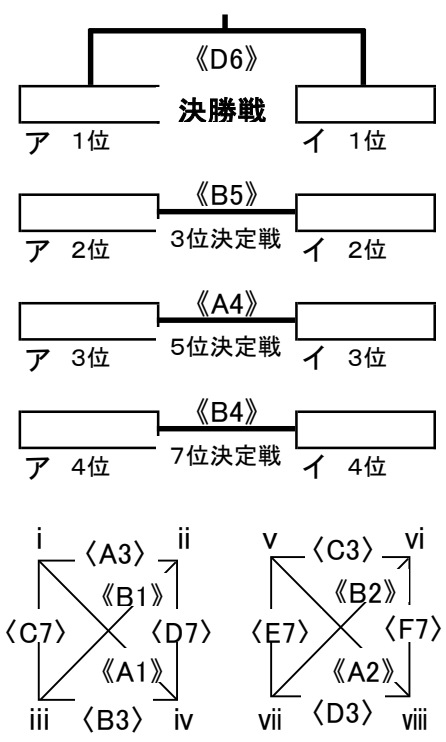 《D6》
決勝戦
ア 1位 イ 1位
《B5》
3位決定戦
ア 2位 イ 2位
《A4》
5位決定戦
ア 3位 イ 3位
《B4》
7位決定戦
ア 4位 イ 4位
i 〈A3〉 ii v 〈C3〉 vi
《B1》 《B2》
〈C7〉 〈D7〉 〈E7〉 〈F7〉
《A1》 《A2》
iii 〈B3〉 iv vii 〈D3〉 viii